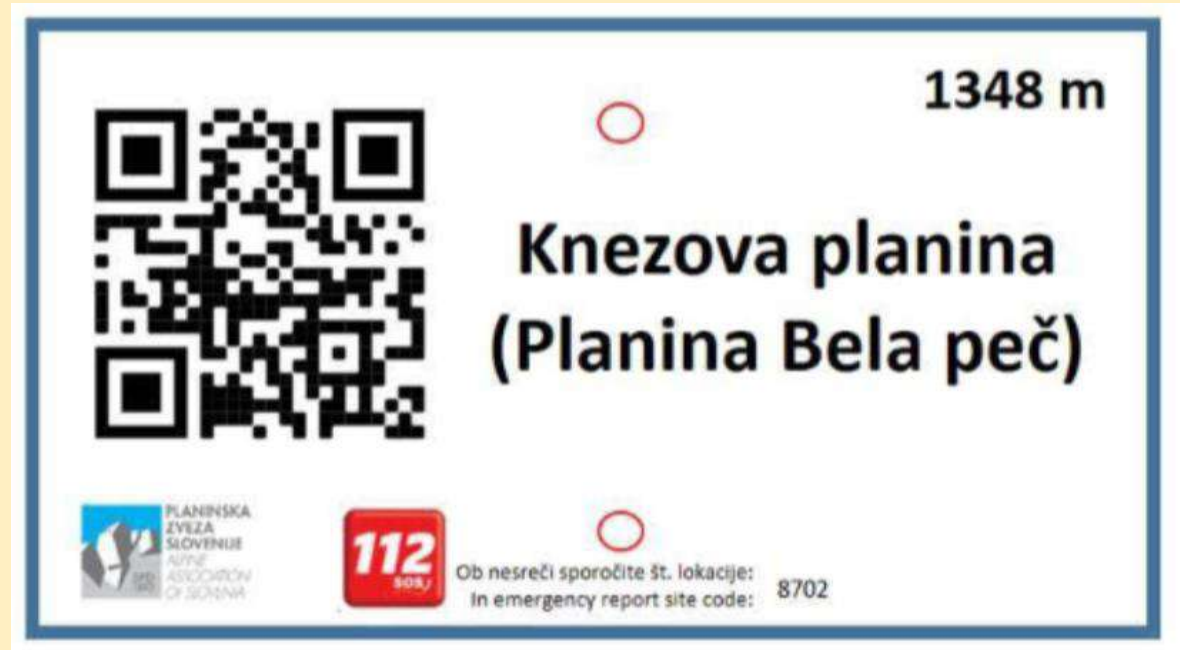 1348 m
Knezova planina
(Planina Bela peč)
PLANINSKA
ZVEZA
SLOVENIJE
ALPINE
ASSOCIATION
OF SLOVENIA
112
SOS
Ob nesreči sporočite št. lokacije:
In emergency report site code: 8702